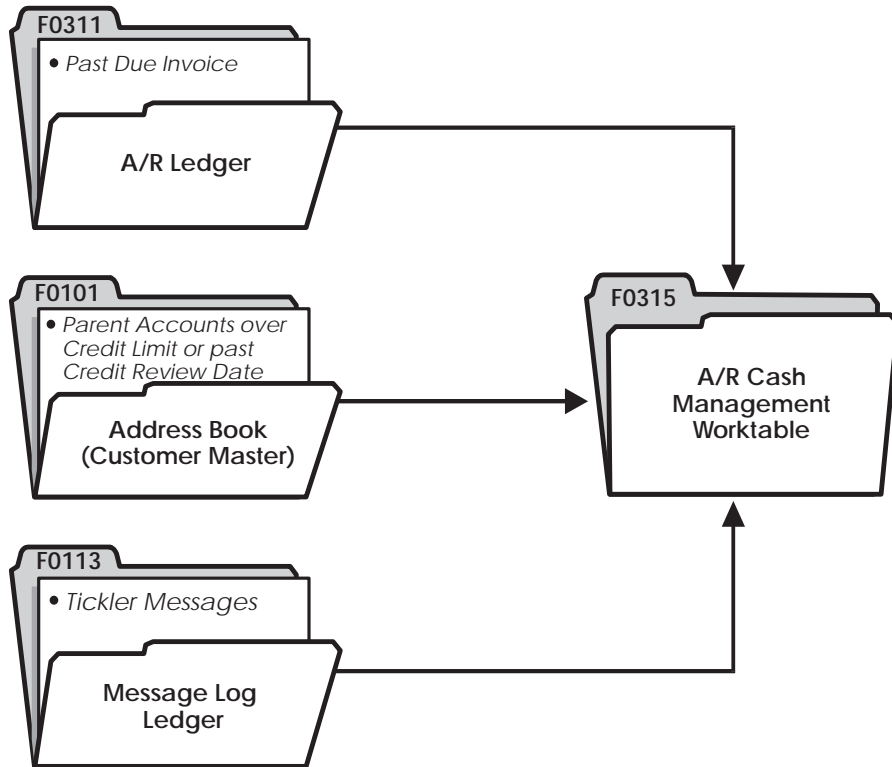 F0311
• Past Due Invoice
A/R Ledger
F0101
• Parent Accounts over
Credit Limit or past
Credit Review Date
Address Book
(Customer Master)
F0315
A/R Cash
Management
Worktable
F0113
• Tickler Messages
Message Log
Ledger